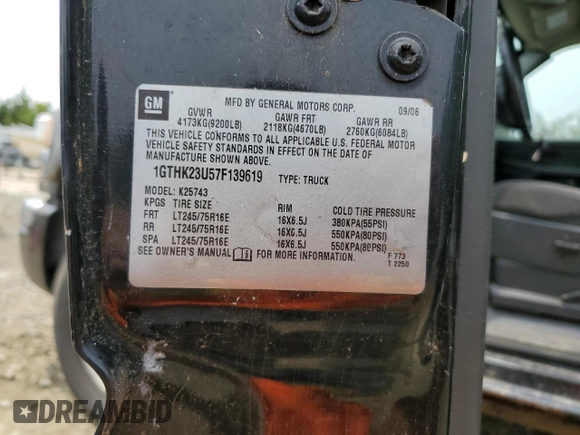 GM
MFD BY GENERAL MOTORS CORP. 09/06
GVWR GAWR FRT GAWR RR
4173KG(9200LB) 2118KG(4670LB) 2760KG(6084LB)
THIS VEHICLE CONFORMS TO ALL APPLICABLE U.S. FEDERAL MOTOR
VEHICLE SAFETY STANDARDS IN EFFECT ON THE DATE OF
MANUFACTURE SHOWN ABOVE.
1GTHK23U57F139619 TYPE: TRUCK
MODEL: K25743
KPGS TIRE SIZE RIM COLD TIRE PRESSURE
FRT LT245/75R16E 16X6.5J 380KPA(55PSI)
RR LT245/75R16E 16X6.5J 550KPA(80PSI)
SPA LT245/75R16E 16X6.5J 550KPA(80PSI)
SEE OWNER'S MANUAL FOR MORE INFORMATION. F 773
T 2250
DREAMBID